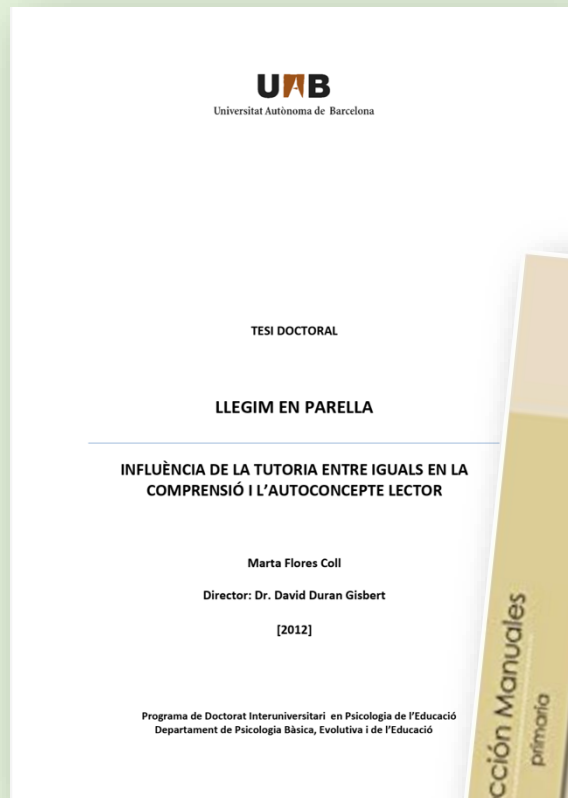 UAB
Universitat Autònoma de Barcelona
TESI DOCTORAL
LLEGIM EN PARELLA
INFLUÈNCIA DE LA TUTORIA ENTRE IGUALS EN LA
COMPRENSIÓ I L’AUTOCONCEPTE LECTOR
Marta Flores Coll
Director: Dr. David Duran Gisbert
[2012]
Programa de Doctorat Interuniversitari en Psicologia de l’Educació
Departament de Psicologia Bàsica, Evolutiva i de l’Educació
cción Manuales
primaria